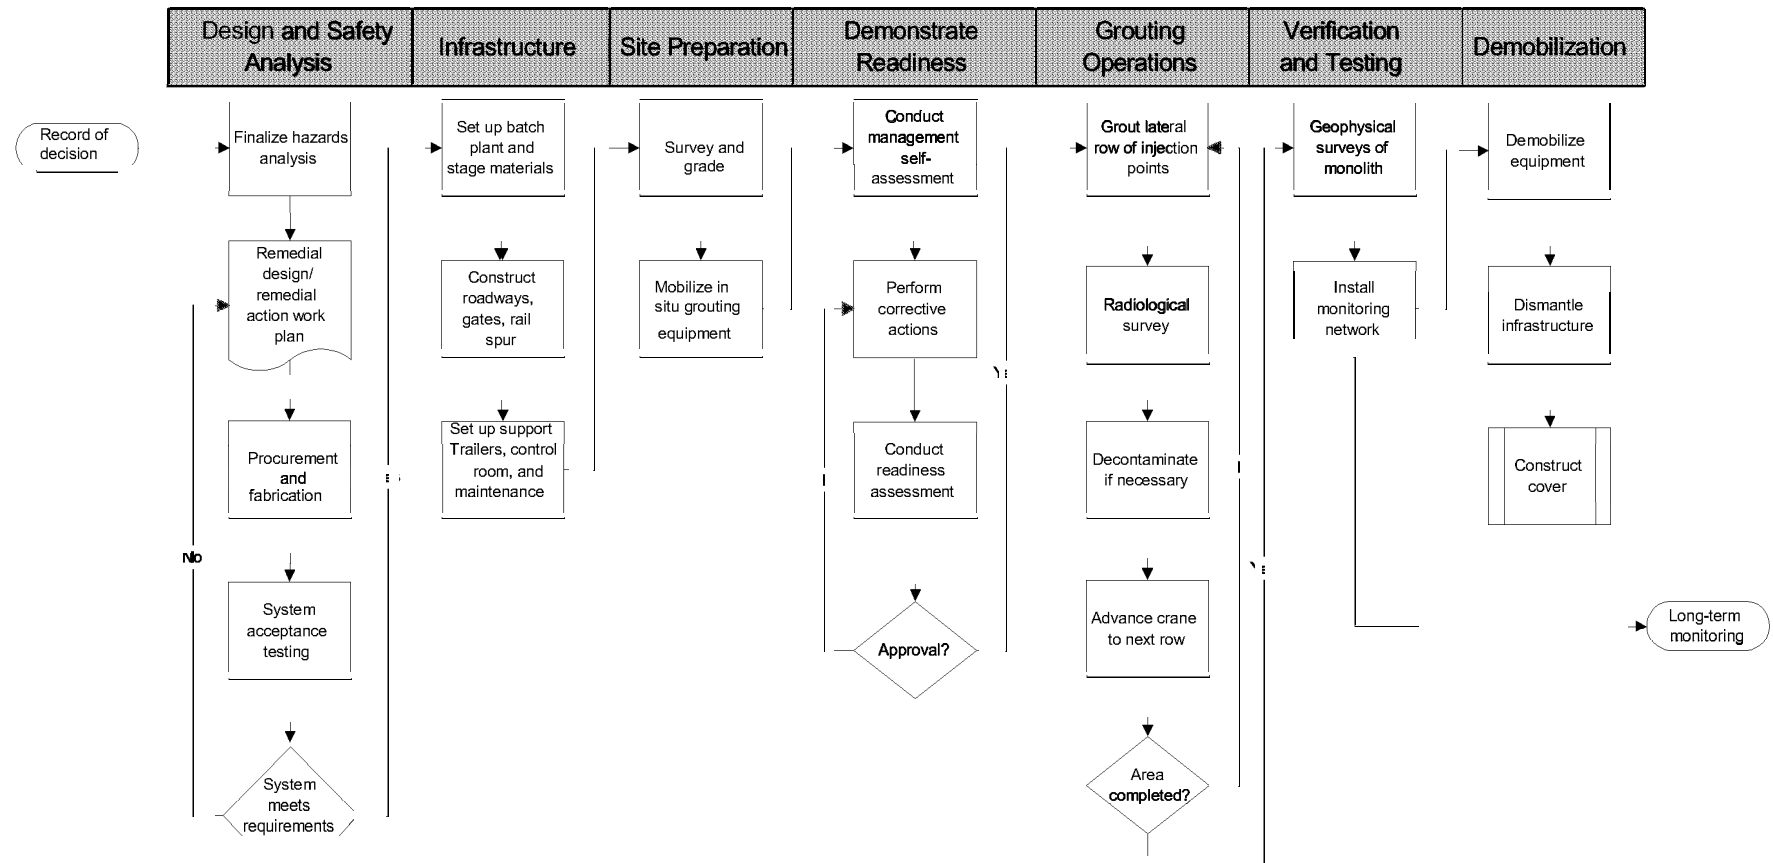 Design and Safety
Analysis
Infrastructure
Site Preparation
Demonstrate
Readiness
Grouting
Operations
Verification
and Testing
Demobilization
Record of
decision
Finalize hazards
analysis
Remedial
design/
remedial
action work
plan
Procurement
and
fabrication
System
acceptance
testing
System
meets
requirements
No
Set up batch
plant and
stage materials
Construct
roadways,
gates, rail
spur
Set up support
Trailers, control
room, and
maintenance
Survey and
grade
Mobilize in
situ grouting
equipment
Conduct
management
self-
assessment
Perform
corrective
actions
Conduct
readiness
assessment
Approval?
Grout lateral
row of injection
points
Radiological
survey
Decontaminate
if necessary
Advance crane
to next row
Area
completed?
Geophysical
surveys of
monolith
Install
monitoring
network
Demobilize
equipment
Dismantle
infrastructure
Construct
cover
Long-term
monitoring